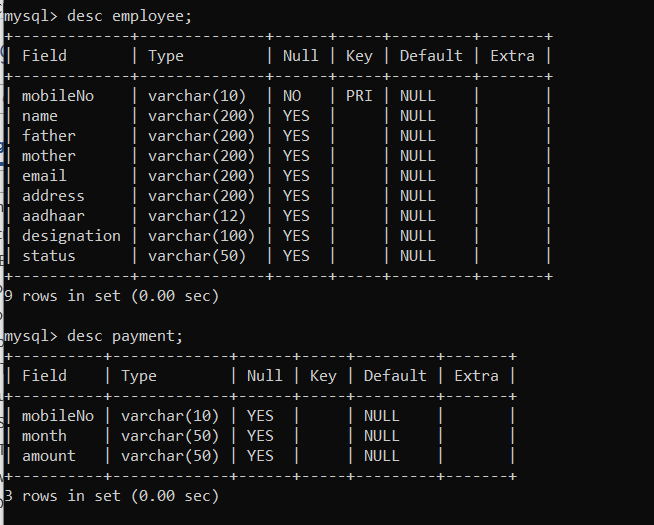 mysql> desc employee;
+-------------+--------------+------+-----+---------+-------+
| Field       | Type         | Null | Key | Default | Extra |
+-------------+--------------+------+-----+---------+-------+
| mobileNo    | varchar(10)  | NO   | PRI | NULL    |       |
| name        | varchar(200) | YES  |     | NULL    |       |
| father      | varchar(200) | YES  |     | NULL    |       |
| mother      | varchar(200) | YES  |     | NULL    |       |
| email       | varchar(200) | YES  |     | NULL    |       |
| address     | varchar(200) | YES  |     | NULL    |       |
| aadhaar     | varchar(12)  | YES  |     | NULL    |       |
| designation | varchar(100) | YES  |     | NULL    |       |
| status      | varchar(50)  | YES  |     | NULL    |       |
+-------------+--------------+------+-----+---------+-------+
9 rows in set (0.00 sec)
mysql> desc payment;
+----------+-------------+------+-----+---------+-------+
| Field    | Type        | Null | Key | Default | Extra |
+----------+-------------+------+-----+---------+-------+
| mobileNo | varchar(10) | YES  |     | NULL    |       |
| month    | varchar(50) | YES  |     | NULL    |       |
| amount   | varchar(50) | YES  |     | NULL    |       |
+----------+-------------+------+-----+---------+-------+
3 rows in set (0.00 sec)